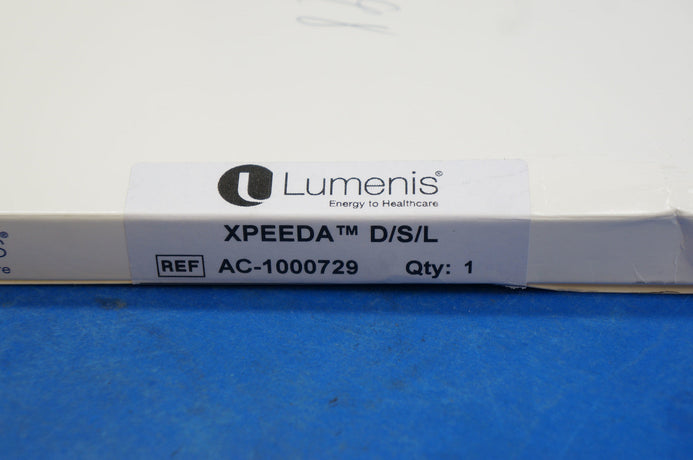 Lumenis®
Energy to Healthcare
XPEEDA™ D/S/L
REF AC-1000729 Qty: 1